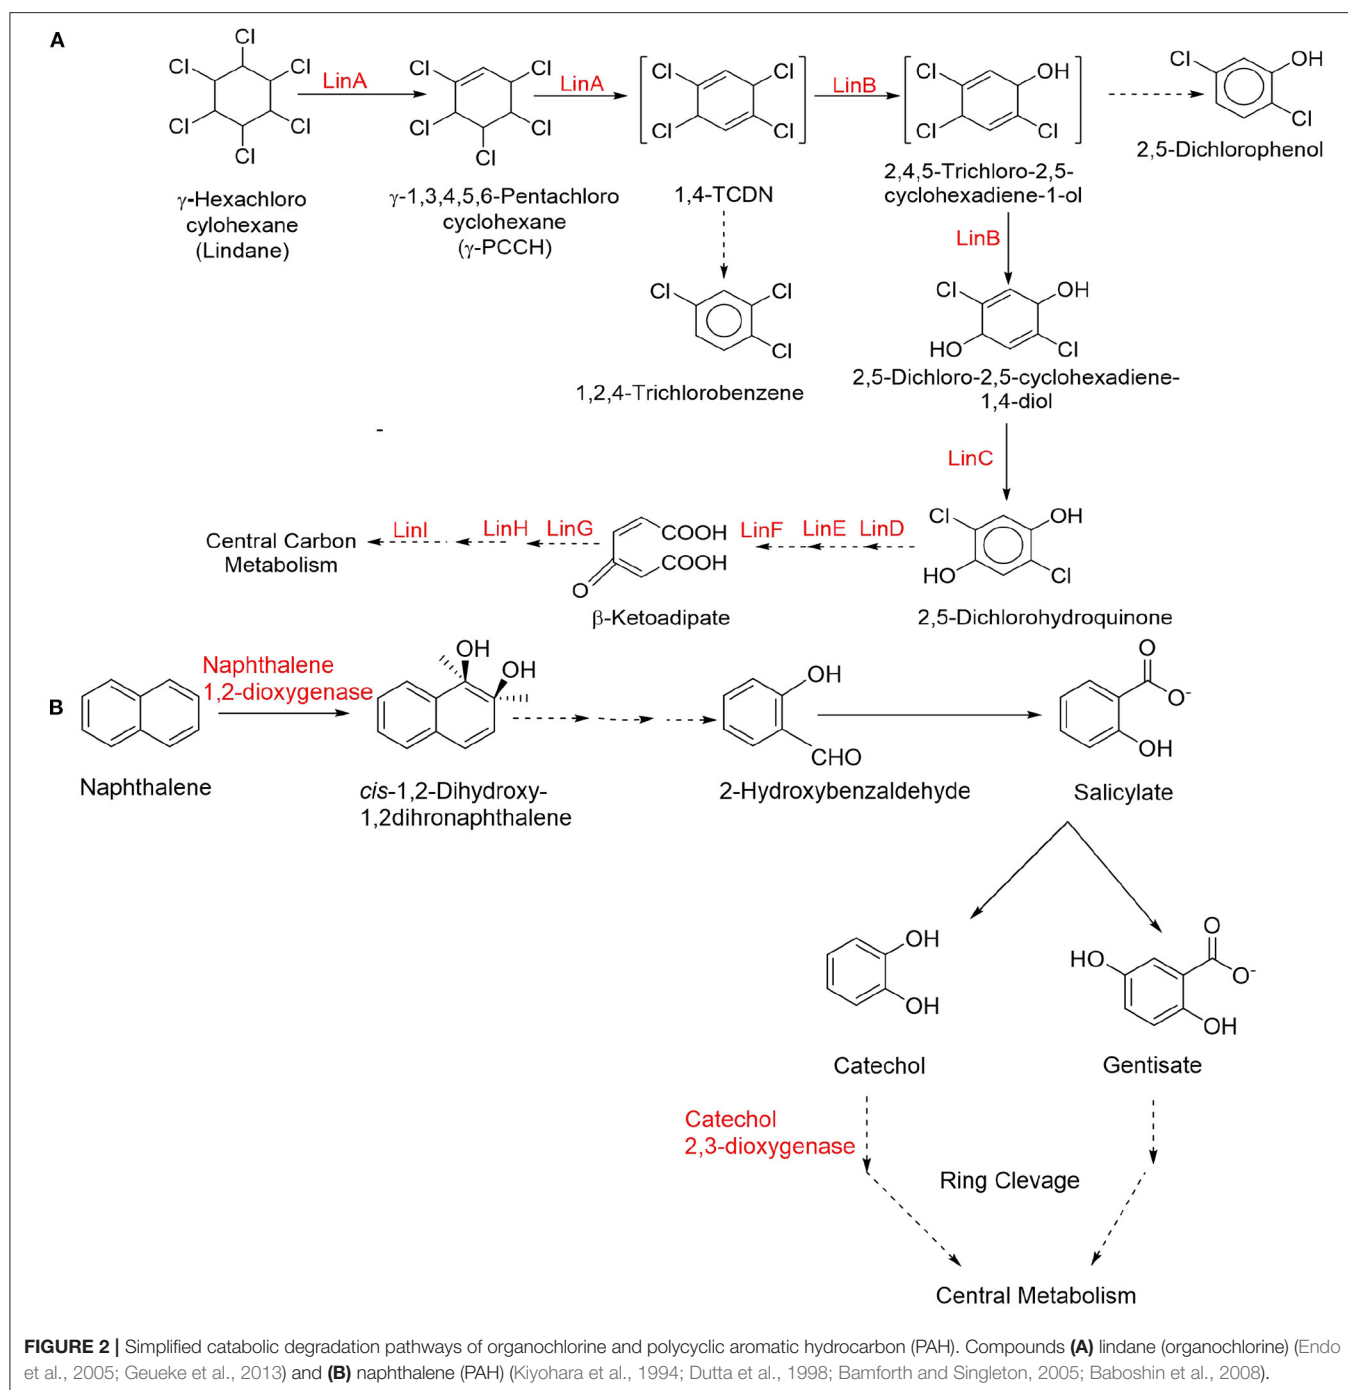 A
Cl
Cl
Cl
Cl
Cl
Cl
γ-Hexachloro
cylohexane
(Lindane)
LinA
Cl
Cl
Cl
Cl
Cl
γ-1,3,4,5,6-Pentachloro
cyclohexane
(γ-PCCH)
LinA
Cl
Cl
Cl
Cl
1,4-TCDN
LinB
Cl
OH
Cl
Cl
2,4,5-Trichloro-2,5-
cyclohexadiene-1-ol
Cl
OH
Cl
2,5-Dichlorophenol
Cl
Cl
Cl
1,2,4-Trichlorobenzene
LinB
Cl
OH
HO
Cl
2,5-Dichloro-2,5-cyclohexadiene-
1,4-diol
-
LinC
Cl
OH
HO
Cl
2,5-Dichlorohydroquinone
LinD
LinE
LinF
COOH
COOH
O
β-Ketoadipate
LinG
LinH
LinI
Central Carbon
Metabolism
B
Naphthalene
Naphthalene
1,2-dioxygenase
OH
OH
cis-1,2-Dihydroxy-
1,2dihronaphthalene
OH
CHO
2-Hydroxybenzaldehyde
O
O-
OH
Salicylate
OH
OH
Catechol
HO
O
O-
OH
Gentisate
Catechol
2,3-dioxygenase
Ring Clevage
Central Metabolism
FIGURE 2 | Simplified catabolic degradation pathways of organochlorine and polycyclic aromatic hydrocarbon (PAH). Compounds (A) lindane (organochlorine) (Endo
et al., 2005; Geueke et al., 2013) and (B) naphthalene (PAH) (Kiyohara et al., 1994; Dutta et al., 1998; Bamforth and Singleton, 2005; Baboshin et al., 2008).